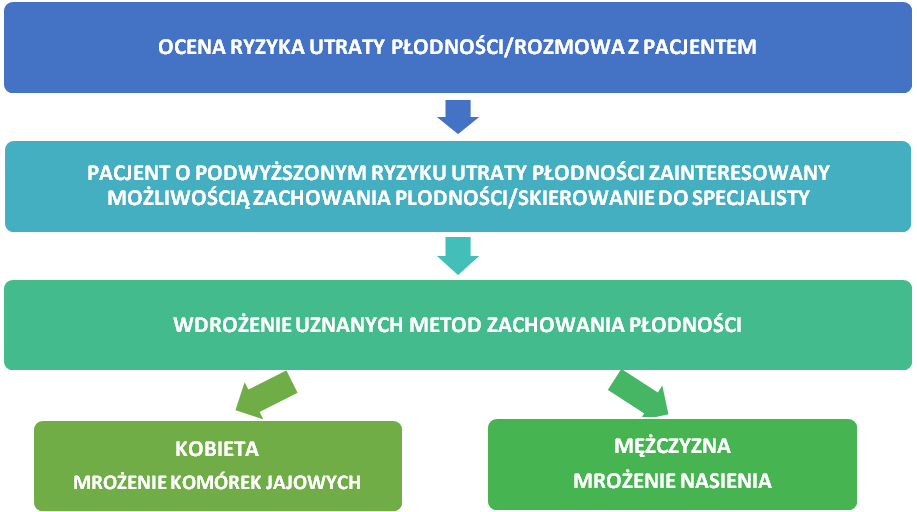 OCENA RYZYKA UTRATY PŁODNOŚCI/ROZMOWA Z PACJENTEM
PACJENT O PODWYŻSZONYM RYZYKU UTRATY PŁODNOŚCI ZAINTERESOWANY
MOŻLIWOŚCIĄ ZACHOWANIA PLODNOŚCI/SKIEROWANIE DO SPECJALISTY
WDROŻENIE UZNANYCH METOD ZACHOWANIA PŁODNOŚCI
KOBIETA
MROŻENIE KOMÓREK JAJOWYCH
MĘŻCZYZNA
MROŻENIE NASIENIA